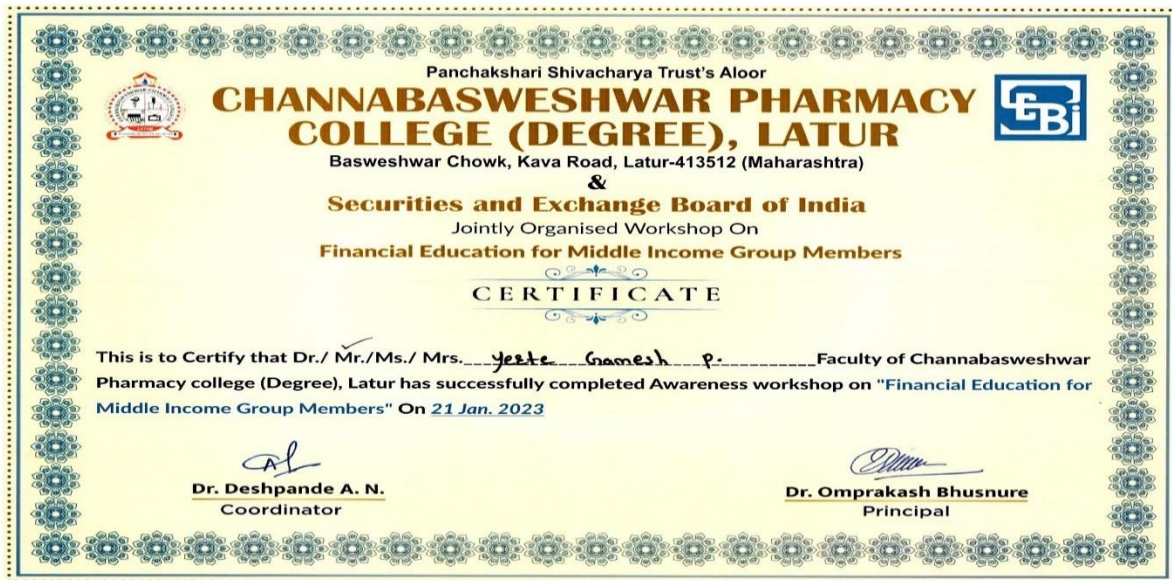 Panchakshari Shivacharya Trust's Aloor
CHANNABASWESHWAR PHARMACY
COLLEGE (DEGREE), LATUR
Basweshwar Chowk, Kava Road, Latur-413512 (Maharashtra)
&
Securities and Exchange Board of India
Jointly Organised Workshop On
Financial Education for Middle Income Group Members
CERTIFICATE
This is to Certify that Dr./ Mr./Ms./ Mrs. Yeste Ganesh P. Faculty of Channabasweshwar
Pharmacy college (Degree), Latur has successfully completed Awareness workshop on "Financial Education for
Middle Income Group Members" On 21 Jan. 2023
Dr. Deshpande A. N.
Coordinator
Dr. Omprakash Bhusnure
Principal
SEBI
LATUR